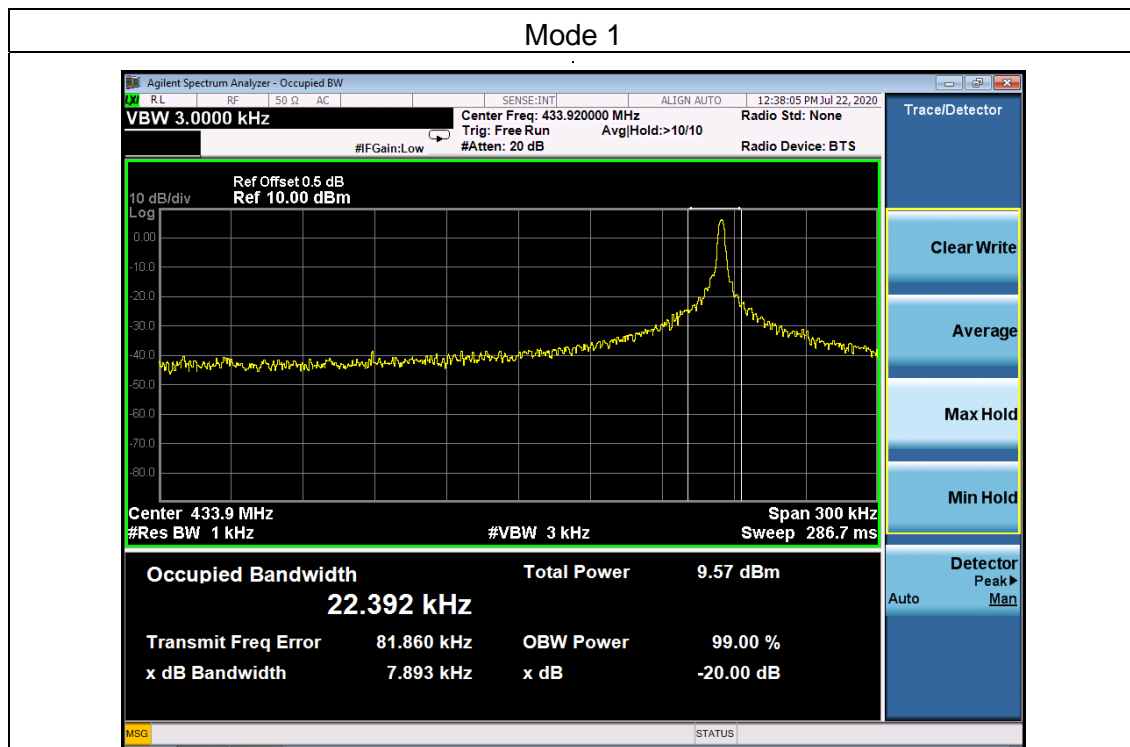 Mode 1
Agilent Spectrum Analyzer - Occupied BW
LXI RL RF 50 Ω AC SENSE:INT ALIGN AUTO 12:38:05 PM Jul 22, 2020
VBW 3.0000 kHz
Center Freq: 433.920000 MHz Radio Std: None
Trig: Free Run Avg|Hold:>10/10
#IFGain:Low #Atten: 20 dB Radio Device: BTS
Trace/Detector
Ref Offset 0.5 dB
10 dB/div Ref 10.00 dBm
Log
0.00
-10.0
-20.0
-30.0
-40.0
-50.0
-60.0
-70.0
-80.0
Center 433.9 MHz Span 300 kHz
#Res BW 1 kHz #VBW 3 kHz Sweep 286.7 ms
Occupied Bandwidth Total Power 9.57 dBm
22.392 kHz
Transmit Freq Error 81.860 kHz OBW Power 99.00 %
x dB Bandwidth 7.893 kHz x dB -20.00 dB
Clear Write
Average
Max Hold
Min Hold
Detector
Peak▶
Auto Man
MSG STATUS